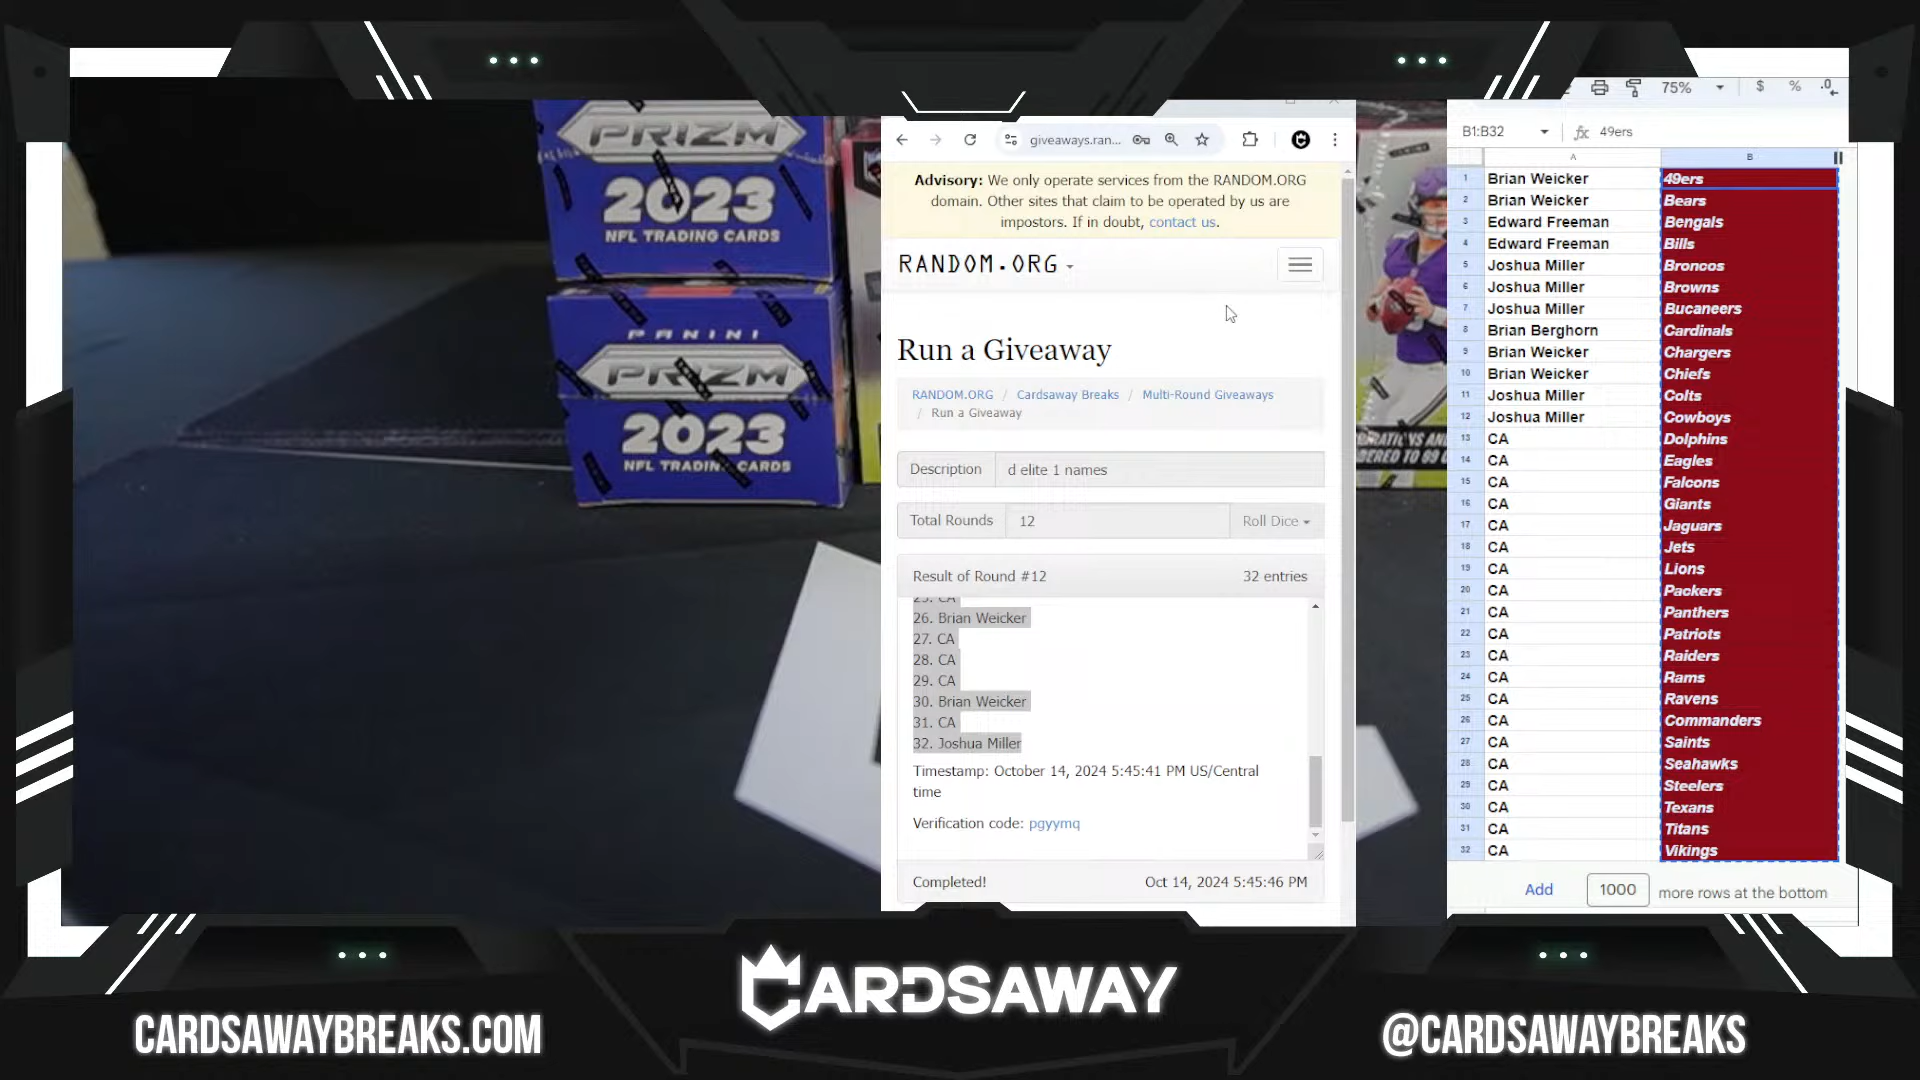 PRIZM
2023
NFL TRADING CARDS
PANINI
PRIZM
2023
NFL TRADING CARDS
giveaways.ran...
Advisory: We only operate services from the RANDOM.ORG
domain. Other sites that claim to be operated by us are
impostors. If in doubt, contact us.
RANDOM.ORG
Run a Giveaway
RANDOM.ORG / Cardsaway Breaks / Multi-Round Giveaways
/ Run a Giveaway
Description d elite 1 names
Total Rounds 12 Roll Dice
Result of Round #12 32 entries
25. CA
26. Brian Weicker
27. CA
28. CA
29. CA
30. Brian Weicker
31. CA
32. Joshua Miller
Timestamp: October 14, 2024 5:45:41 PM US/Central
time
Verification code: pgyymq
Completed! Oct 14, 2024 5:45:46 PM
75% $ % .0
B1:B32 fx 49ers
A B
1 Brian Weicker 49ers
2 Brian Weicker Bears
3 Edward Freeman Bengals
4 Edward Freeman Bills
5 Joshua Miller Broncos
6 Joshua Miller Browns
7 Joshua Miller Bucaneers
8 Brian Berghorn Cardinals
9 Brian Weicker Chargers
10 Brian Weicker Chiefs
11 Joshua Miller Colts
12 Joshua Miller Cowboys
13 CA Dolphins
14 CA Eagles
15 CA Falcons
16 CA Giants
17 CA Jaguars
18 CA Jets
19 CA Lions
20 CA Packers
21 CA Panthers
22 CA Patriots
23 CA Raiders
24 CA Rams
25 CA Ravens
26 CA Commanders
27 CA Saints
28 CA Seahawks
29 CA Steelers
30 CA Texans
31 CA Titans
32 CA Vikings
Add 1000 more rows at the bottom
CARDSAWAY
CARDSAWAYBREAKS.COM
@CARDSAWAYBREAKS